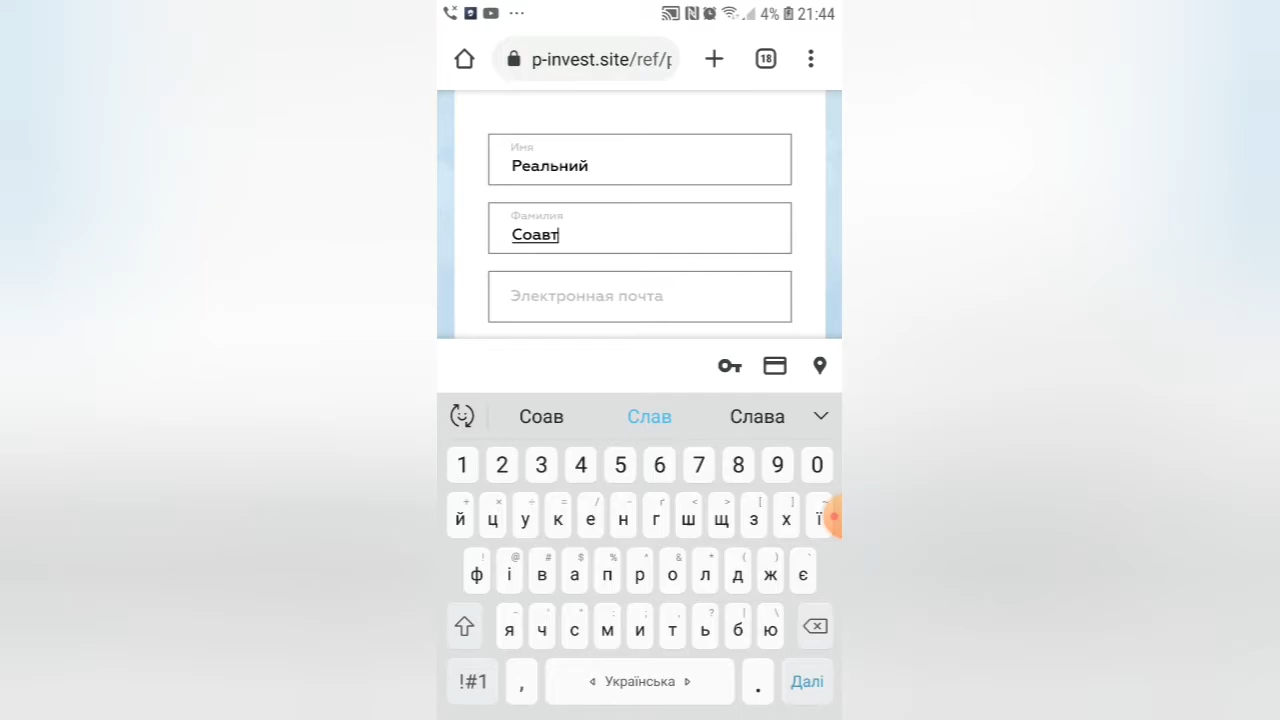 4% 21:44
p-invest.site/ref/p
18
Имя
Реальний
Фамилия
Соавт
Электронная почта
Соав Слав Слава
1 2 3 4 5 6 7 8 9 0
+ × ÷ = / - ґ < > [ ] ~
й ц у к е н г ш щ з х ї
! @ # $ % ^ & * ( ) `
ф і в а п р о л д ж є
я ч с м и т ь б ю
!#1 , Українська . Далі